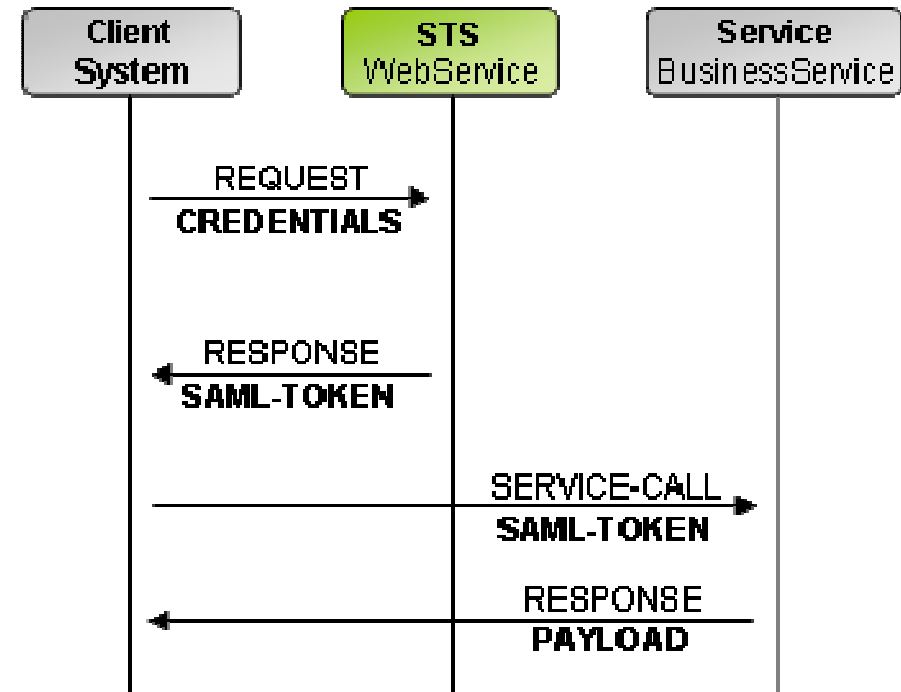 Client
System
STS
WebService
Service
BusinessService
REQUEST
CREDENTIALS
RESPONSE
SAML-TOKEN
SERVICE-CALL
SAML-TOKEN
RESPONSE
PAYLOAD